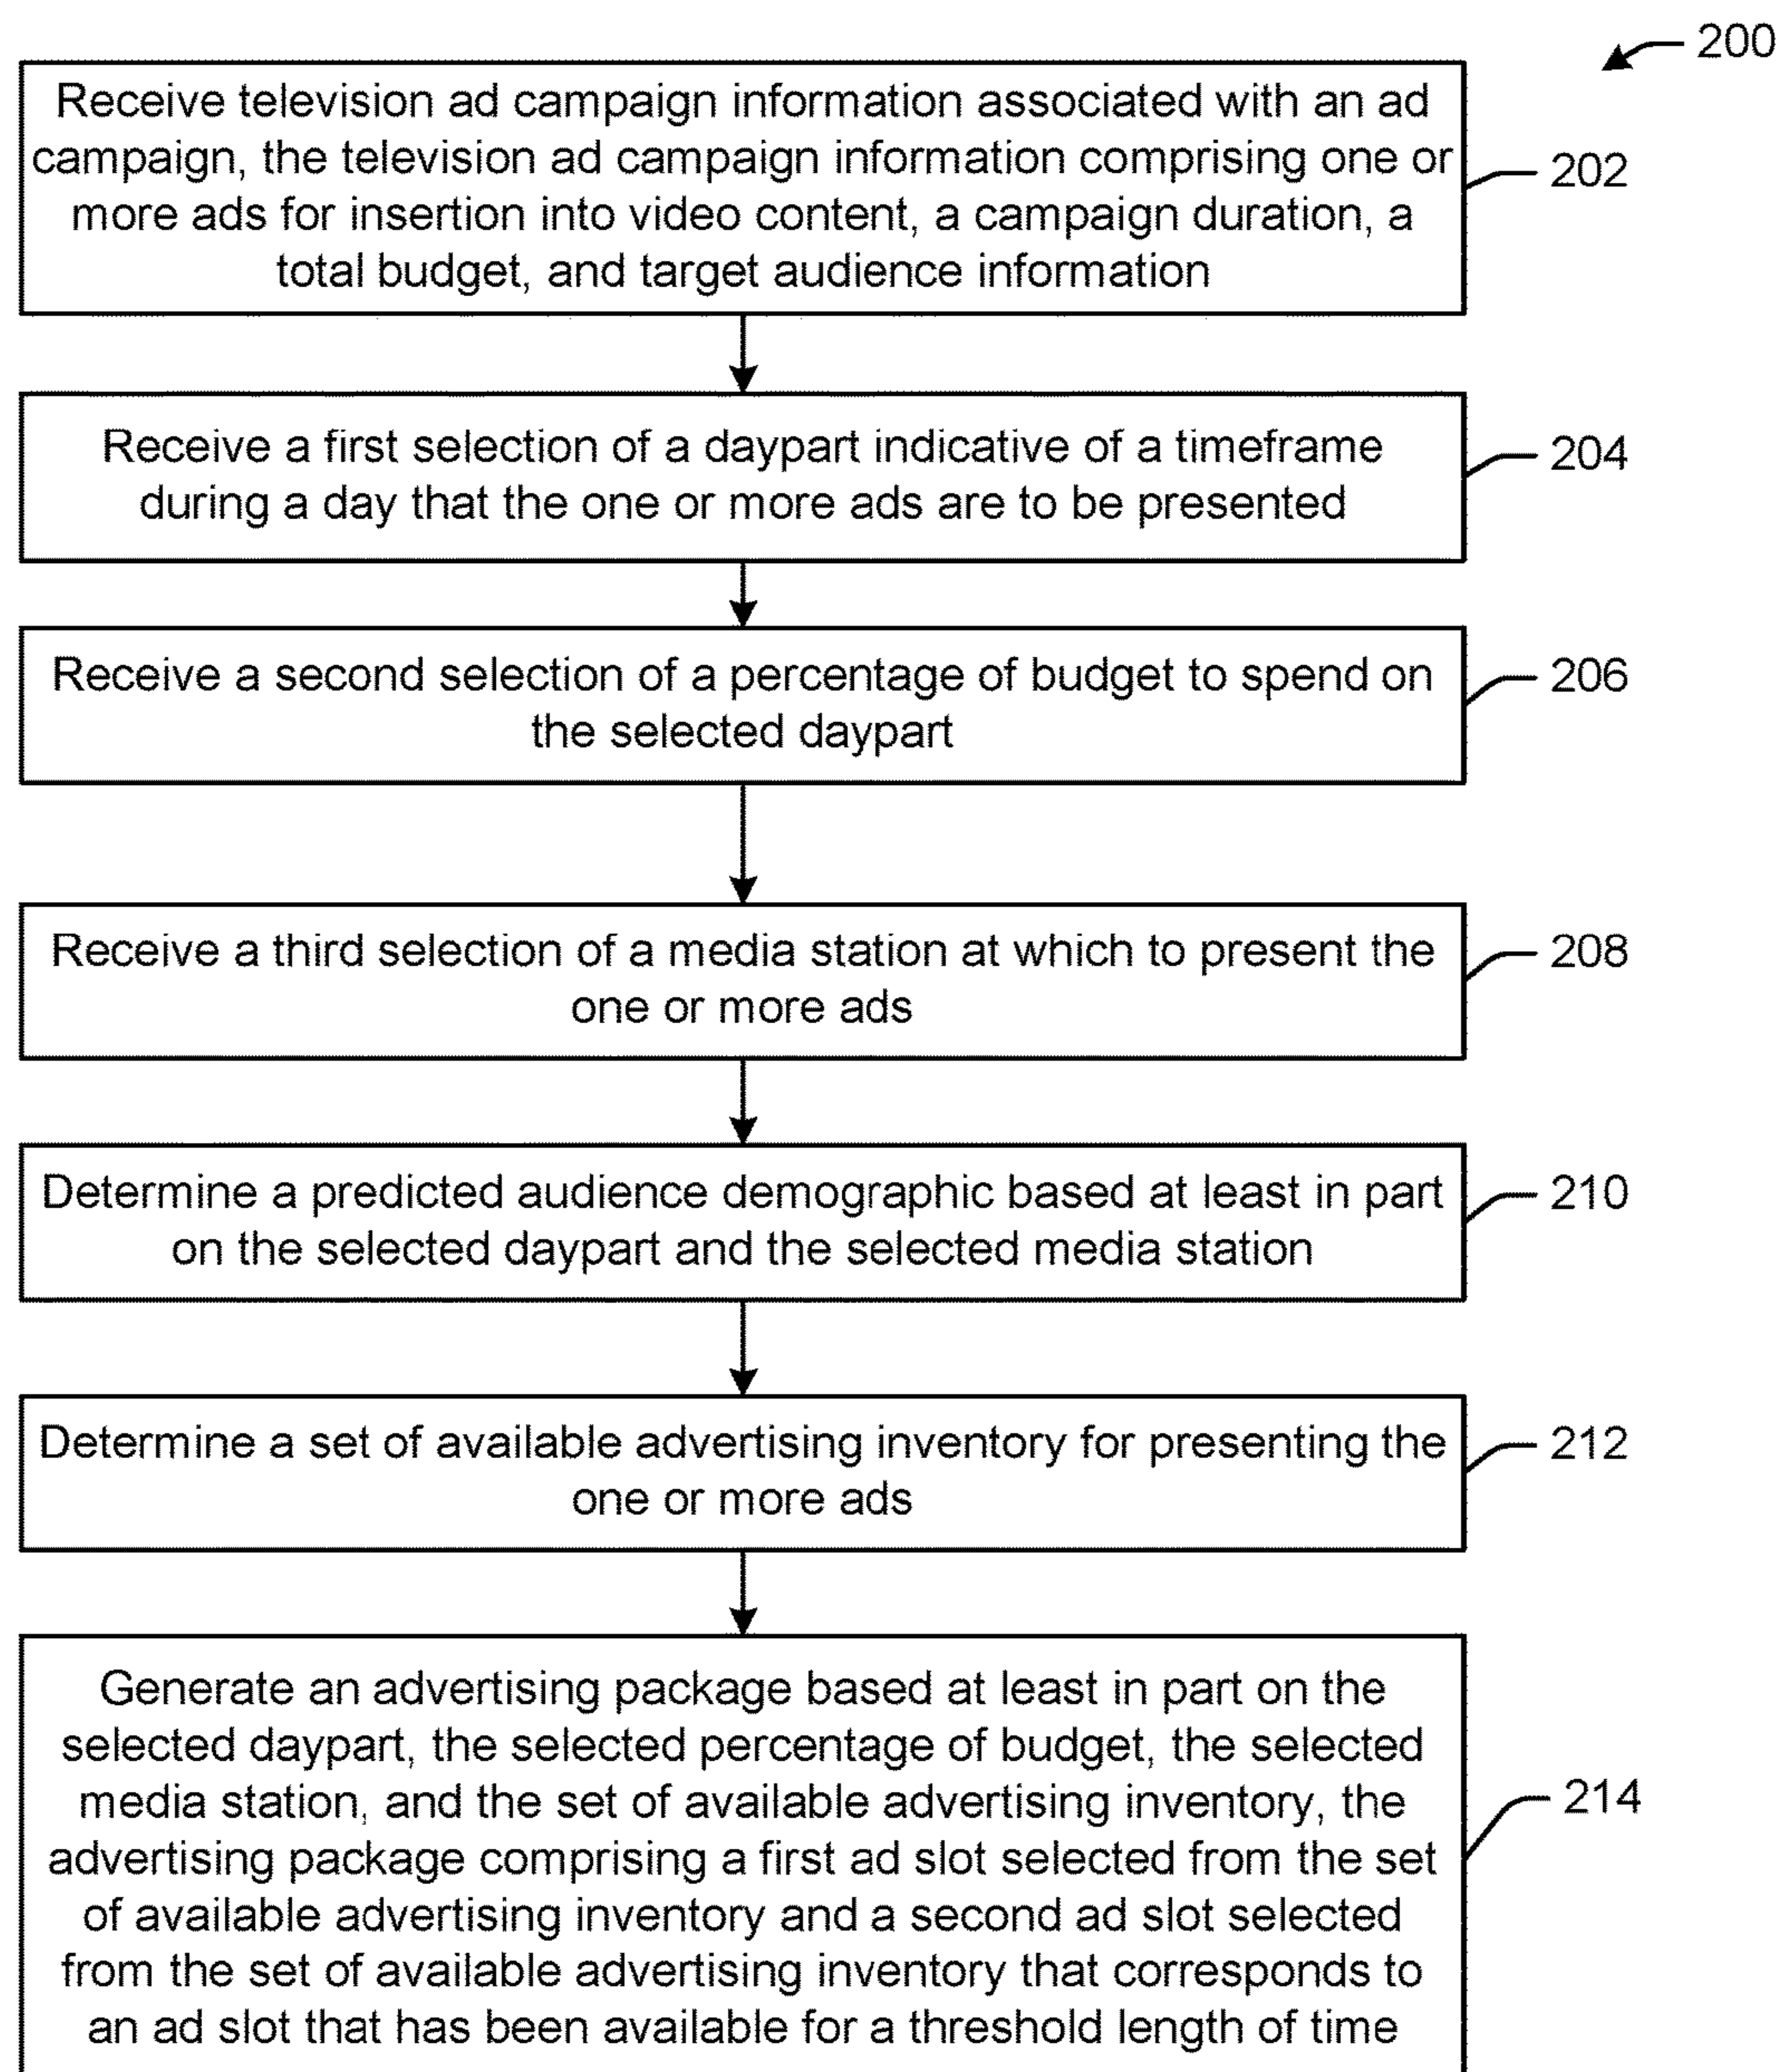 200
Receive television ad campaign information associated with an ad
campaign, the television ad campaign information comprising one or
more ads for insertion into video content, a campaign duration, a
total budget, and target audience information
202
Receive a first selection of a daypart indicative of a timeframe
during a day that the one or more ads are to be presented
204
Receive a second selection of a percentage of budget to spend on
the selected daypart
206
Receive a third selection of a media station at which to present the
one or more ads
208
Determine a predicted audience demographic based at least in part
on the selected daypart and the selected media station
210
Determine a set of available advertising inventory for presenting the
one or more ads
212
Generate an advertising package based at least in part on the
selected daypart, the selected percentage of budget, the selected
media station, and the set of available advertising inventory, the
advertising package comprising a first ad slot selected from the set
of available advertising inventory and a second ad slot selected
from the set of available advertising inventory that corresponds to
an ad slot that has been available for a threshold length of time
214